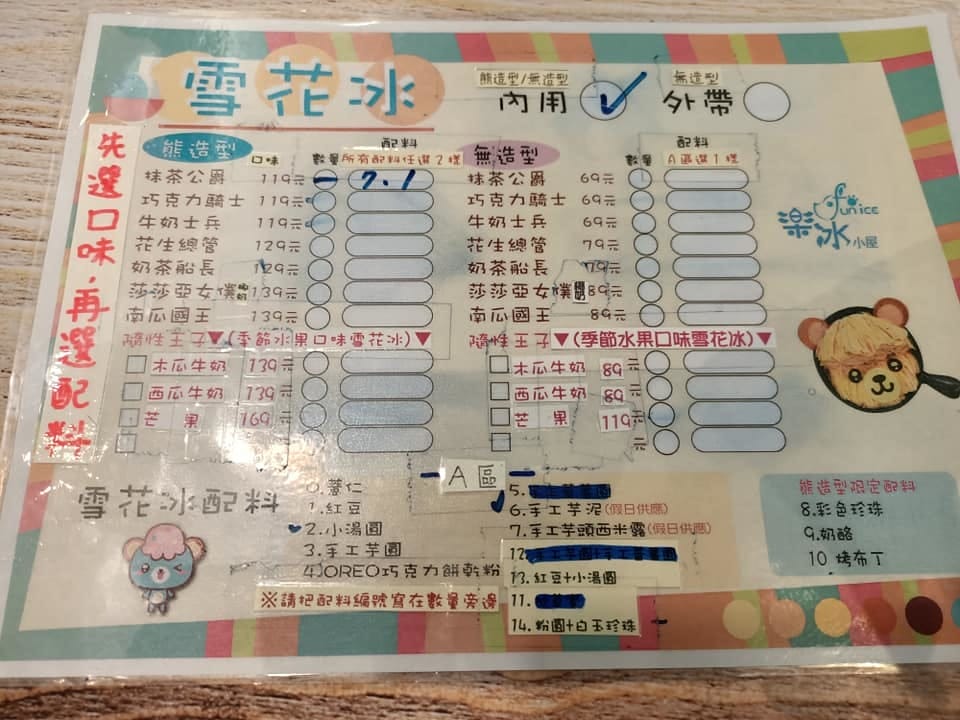 雪花冰
熊造型/無造型
內用
無造型
外帶
先選口味,再選配料
熊造型 口味 數量 配料 所有配料任選2樣
抹茶公爵 119元 一 7.1
巧克力騎士 119元
牛奶士兵 119元
花生總管 129元
奶茶船長 129元
莎莎亞女僕 139元
南瓜國王 139元
隨性王子▼(季節水果口味雪花冰)▼
木瓜牛奶 139元
西瓜牛奶 139元
芒果 169元
元
無造型 數量 配料 A區選1樣
抹茶公爵 69元
巧克力騎士 69元
牛奶士兵 69元
花生總管 79元
奶茶船長 79元
莎莎亞女僕 89元
南瓜國王 89元
隨性王子▼(季節水果口味雪花冰)▼
木瓜牛奶 89元
西瓜牛奶 89元
芒果 119元
元
fun ice
樂冰小屋
雪花冰配料
A區
0.薏仁
1.紅豆
2.小湯圓
3.手工芋圓
4.OREO巧克力餅乾粉
※請把配料編號寫在數量旁邊
5.
6.手工芋泥(假日供應)
7.手工芋頭西米露(假日供應)
12.
13.紅豆+小湯圓
11.
14.粉圓+白玉珍珠
熊造型限定配料
8.彩色珍珠
9.奶酪
10 烤布丁